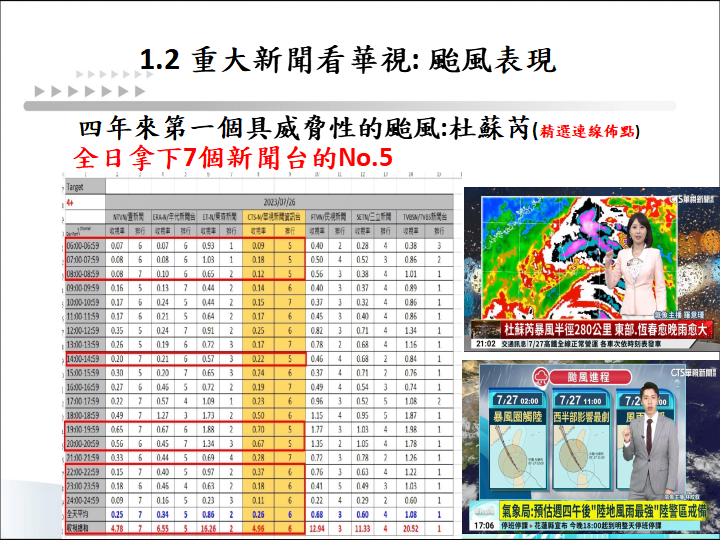 1.2 重大新聞看華視: 颱風表現
四年來第一個具威脅性的颱風:杜蘇芮(精選連線佈點)
全日拿下7個新聞台的No.5
Target
4+ 2023/07/26
NTVN/壹新聞 ERA-N/年代新聞台 ET-N/東森新聞 CTS-N/華視新聞資訊台 FTVN/民視新聞 SETN/三立新聞 TVBSN/TVBS新聞台
收視率 排行 收視率 排行 收視率 排行 收視率 排行 收視率 排行 收視率 排行 收視率 排行
06:00-06:59 0.07 6 0.07 6 0.93 1 0.09 5 0.40 3 0.28 4 0.38 3
07:00-07:59 0.08 6 0.08 6 1.03 1 0.18 5 0.50 4 0.52 3 0.86 2
08:00-08:59 0.08 7 0.10 6 0.65 2 0.12 5 0.56 3 0.38 4 1.01 1
09:00-09:59 0.16 5 0.13 7 0.44 2 0.14 6 0.40 3 0.37 4 0.89 1
10:00-10:59 0.17 6 0.24 5 0.44 2 0.15 7 0.37 3 0.32 4 0.86 1
11:00-11:59 0.17 6 0.21 5 0.64 2 0.17 6 0.45 3 0.40 4 0.86 1
12:00-12:59 0.35 5 0.24 7 0.91 2 0.25 6 0.82 3 0.71 4 1.34 1
13:00-13:59 0.26 5 0.19 6 0.72 3 0.17 7 0.78 2 0.68 4 1.16 1
14:00-14:59 0.20 7 0.21 6 0.57 3 0.22 5 0.46 4 0.68 2 0.84 1
15:00-15:59 0.30 5 0.20 7 0.65 3 0.24 6 0.37 4 0.71 2 0.76 1
16:00-16:59 0.27 6 0.46 5 0.72 2 0.19 7 0.49 4 0.54 3 0.74 1
17:00-17:59 0.22 7 0.57 4 1.09 1 0.23 6 0.96 3 0.52 5 1.08 2
18:00-18:59 0.49 7 1.27 3 1.73 2 0.50 6 1.15 4 0.95 5 1.87 1
19:00-19:59 0.65 7 0.67 6 1.88 2 0.70 5 1.77 3 1.03 4 1.98 1
20:00-20:59 0.56 6 0.45 7 1.34 3 0.67 5 1.35 2 1.05 4 1.78 1
21:00-21:59 0.33 6 0.44 5 0.69 4 0.28 7 0.72 3 0.78 2 1.26 1
22:00-22:59 0.15 7 0.40 5 0.97 2 0.37 6 0.76 3 0.63 4 1.22 1
23:00-23:59 0.18 6 0.46 4 0.63 2 0.18 6 0.41 5 0.49 3 1.03 1
24:00-24:59 0.09 7 0.16 5 0.23 3 0.11 6 0.22 4 0.29 2 0.60 1
全天平均 0.25 7 0.34 5 0.86 2 0.26 6 0.68 3 0.60 4 1.08 1
收視總和 4.78 7 6.55 5 16.26 2 4.96 6 12.94 3 11.33 4 20.52 1
CTS華視新聞
氣象主播 羅景瑾
杜蘇芮暴風半徑280公里 東部.恆春愈晚雨愈大
21:02 交通訊息 7/27高鐵全線正常營運 各車次依時刻表發車
CTS華視新聞
颱風進程
7/27 02:00 7/27 11:00
暴風圈觸陸 西半部影響最劇
氣象局:預估週四午後"陸地風雨最強"陸警區戒備
17:06 停班停課 花蓮縣宣布 今晚18:00起到明整天停班停課